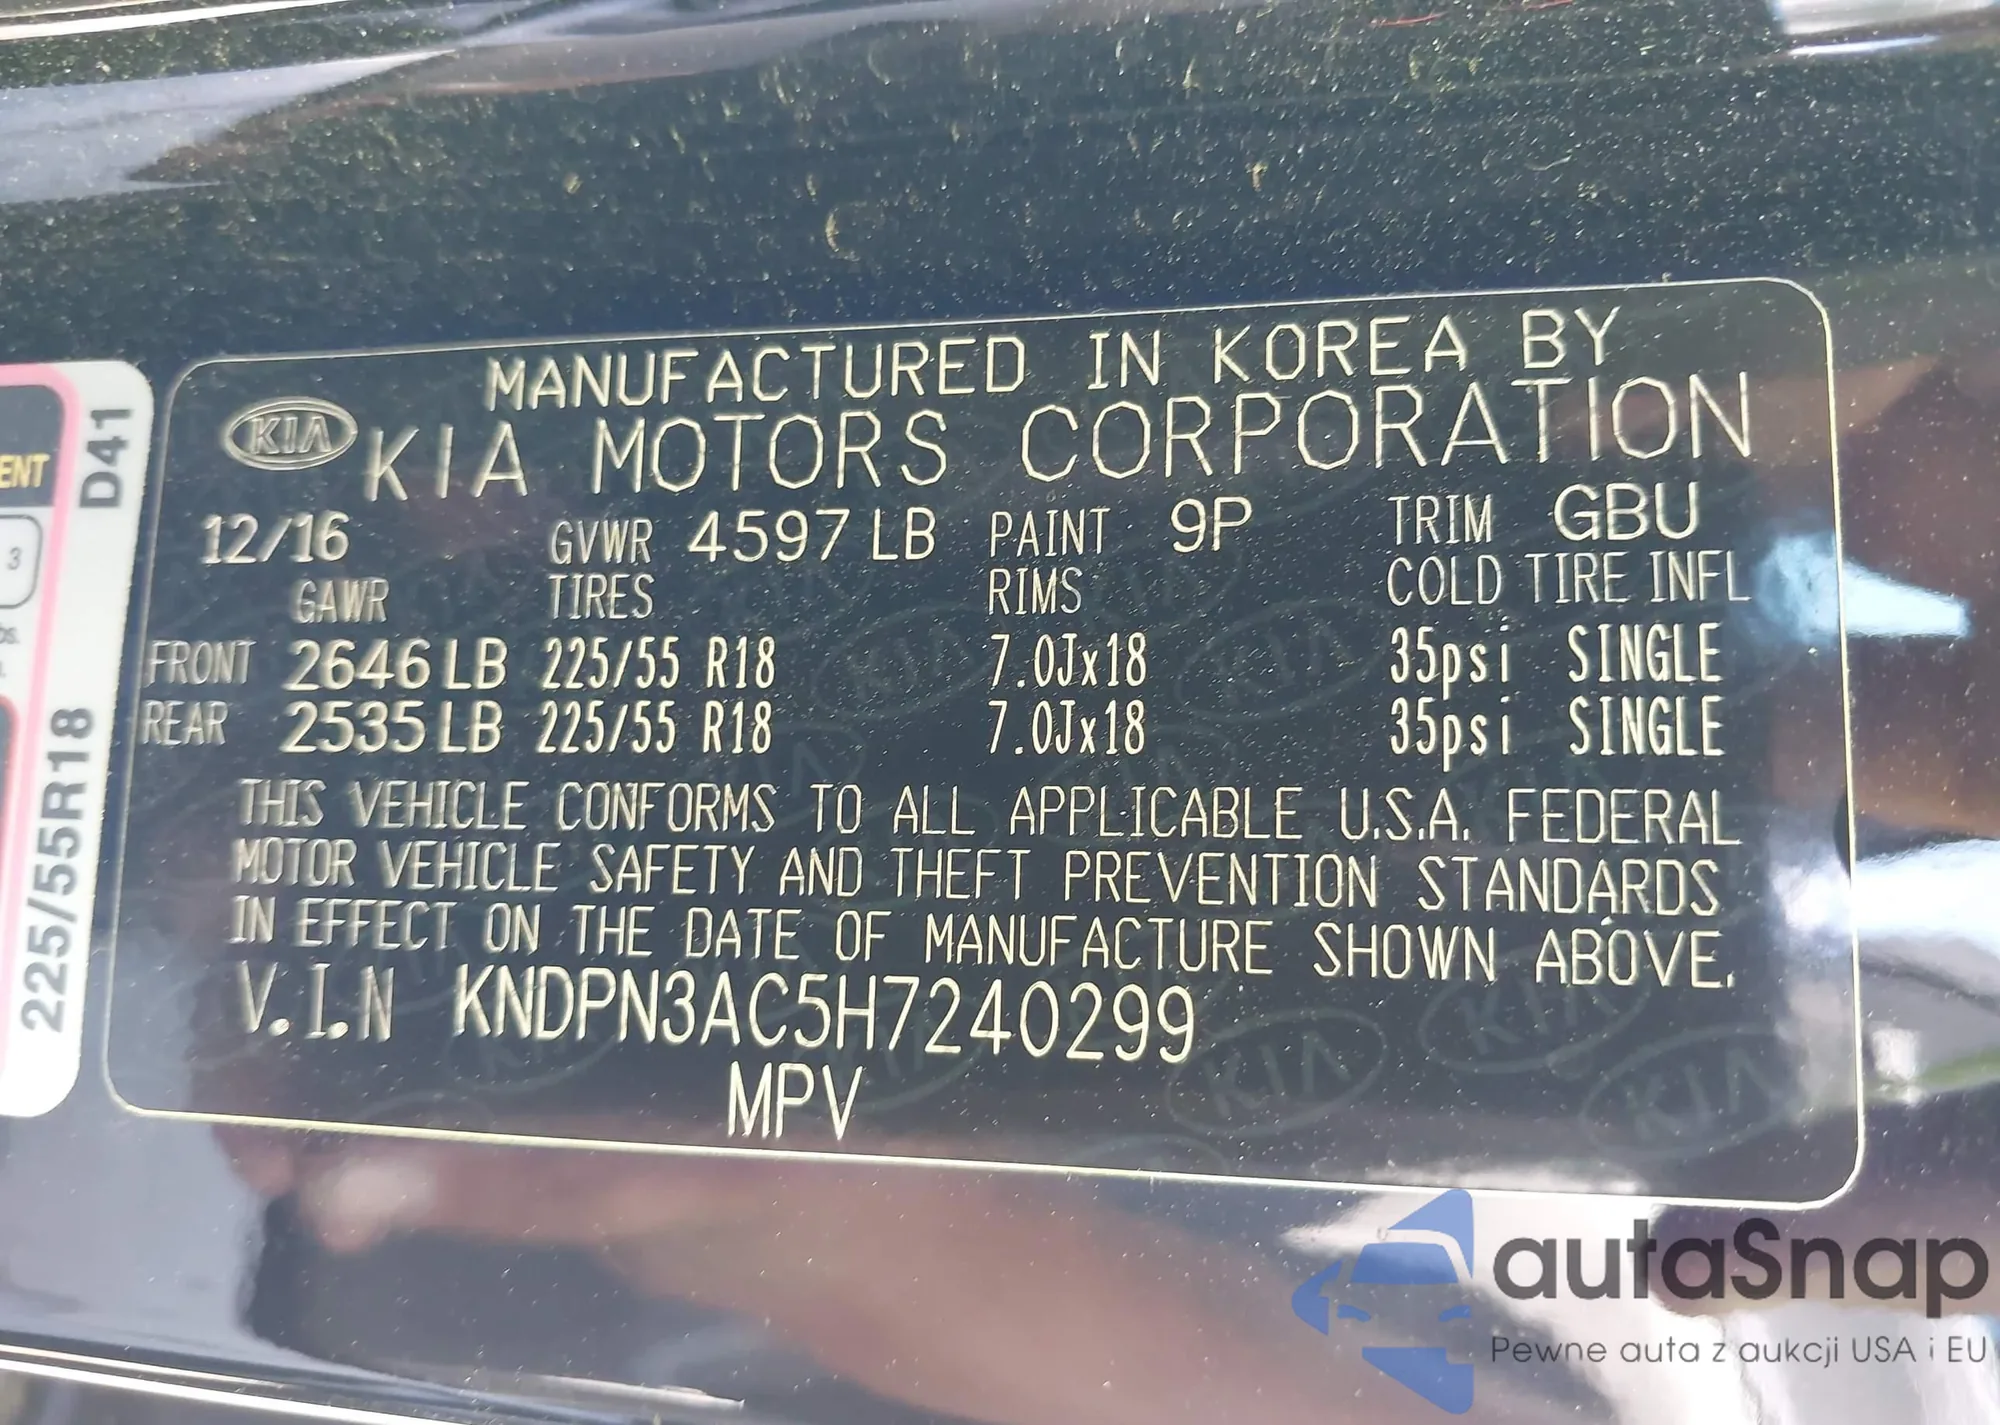 MANUFACTURED IN KOREA BY
KIA KIA MOTORS CORPORATION
12/16 GVWR 4597 LB PAINT 9P TRIM GBU
GAWR TIRES RIMS COLD TIRE INFL
FRONT 2646 LB 225/55 R18 7.0Jx18 35psi SINGLE
REAR 2535 LB 225/55 R18 7.0Jx18 35psi SINGLE
THIS VEHICLE CONFORMS TO ALL APPLICABLE U.S.A. FEDERAL
MOTOR VEHICLE SAFETY AND THEFT PREVENTION STANDARDS
IN EFFECT ON THE DATE OF MANUFACTURE SHOWN ABOVE.
V.I.N KNDPN3AC5H7240299
MPV
225/55R18 D41
3
autaSnap
Pewne auta z aukcji USA i EU